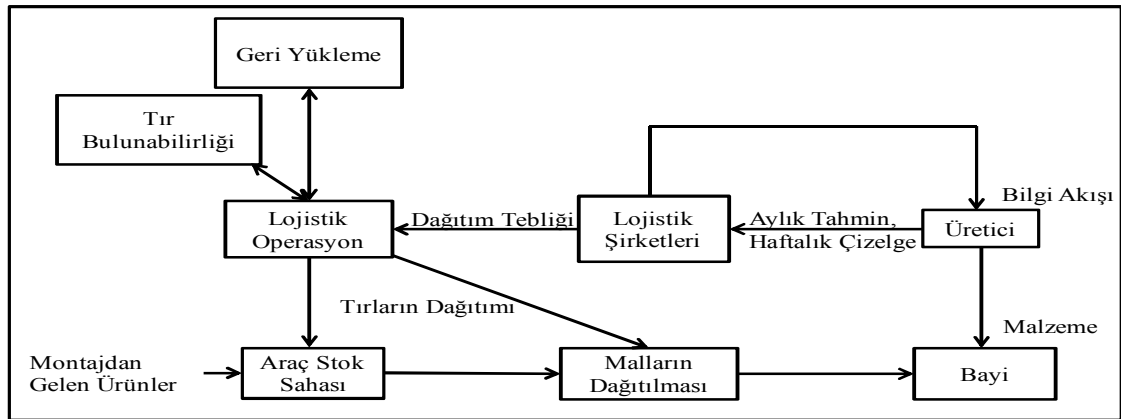 Geri Yükleme
Tır
Bulunabilirliği
Bilgi Akışı
Lojistik
Operasyon
Dağıtım Tebliği
Lojistik
Şirketleri
Aylık Tahmin,
Haftalık Çizelge
Üretici
Tırların Dağıtımı
Malzeme
Montajdan
Gelen Ürünler
Araç Stok
Sahası
Malların
Dağıtılması
Bayi